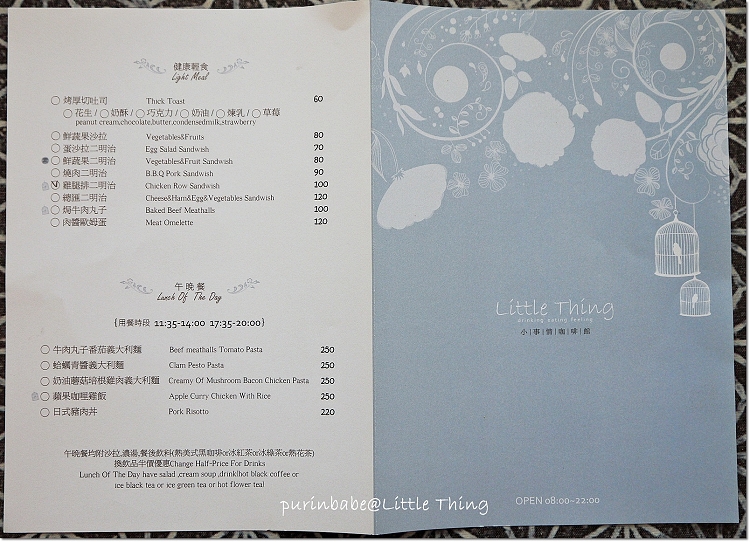 健康輕食
Light Meal
烤厚切吐司 Thick Toast 60
花生/ 奶酥/ 巧克力/ 奶油/ 煉乳/ 草莓
peanut cream,chocolate,butter,condensedmilk,strawberry
鮮蔬果沙拉 Vegetables&Fruits 80
蛋沙拉二明治 Egg Salad Sandwish 70
鮮蔬果二明治 Vegetables&Fruit Sandwish 80
燒肉二明治 B.B.Q Pork Sandwish 90
雞腿排二明治 Chicken Row Sandwish 100
總匯二明治 Cheese&Ham&Egg&Vegetables Sandwish 120
焗牛肉丸子 Baked Beef Meathalls 100
肉醬歐姆蛋 Meat Omelette 120
午晚餐
Lunch Of The Day
{用餐時段 11:35-14:00 17:35-20:00}
牛肉丸子番茄義大利麵 Beef meathalls Tomato Pasta 250
蛤蠣青醬義大利麵 Clam Pesto Pasta 250
奶油蘑菇培根雞肉義大利麵 Creamy Of Mushroom Bacon Chicken Pasta 250
蘋果咖哩雞飯 Apple Curry Chicken With Rice 250
日式豬肉丼 Pork Risotto 220
午晚餐均附沙拉,濃湯,餐後飲料(熱美式黑咖啡or冰紅茶or冰綠茶or熱花茶)
換飲品半價優惠Change Half-Price For Drinks
Lunch Of The Day have salad ,cream soup ,drink(hot black coffee or
ice black tea or ice green tea or hot flower tea)
Little Thing
drinking eating feeling
小|事|情|咖|啡|館
OPEN 08:00~22:00
purinbabe@Little Thing